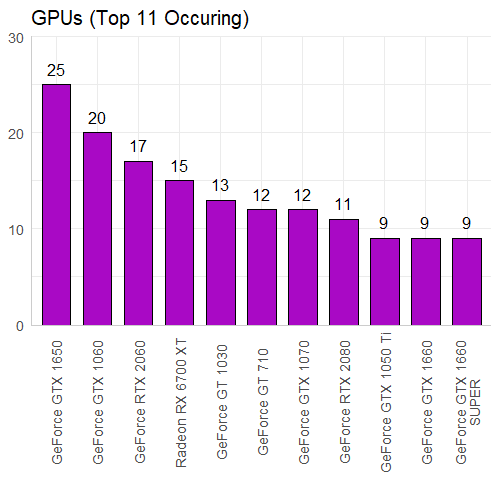 GPUs (Top 11 Occuring)
30
20
10
0
25
20
17
15
13
12
12
11
9
9
9
GeForce GTX 1650
GeForce GTX 1060
GeForce RTX 2060
Radeon RX 6700 XT
GeForce GT 1030
GeForce GT 710
GeForce GTX 1070
GeForce RTX 2080
GeForce GTX 1050 Ti
GeForce GTX 1660
GeForce GTX 1660
SUPER